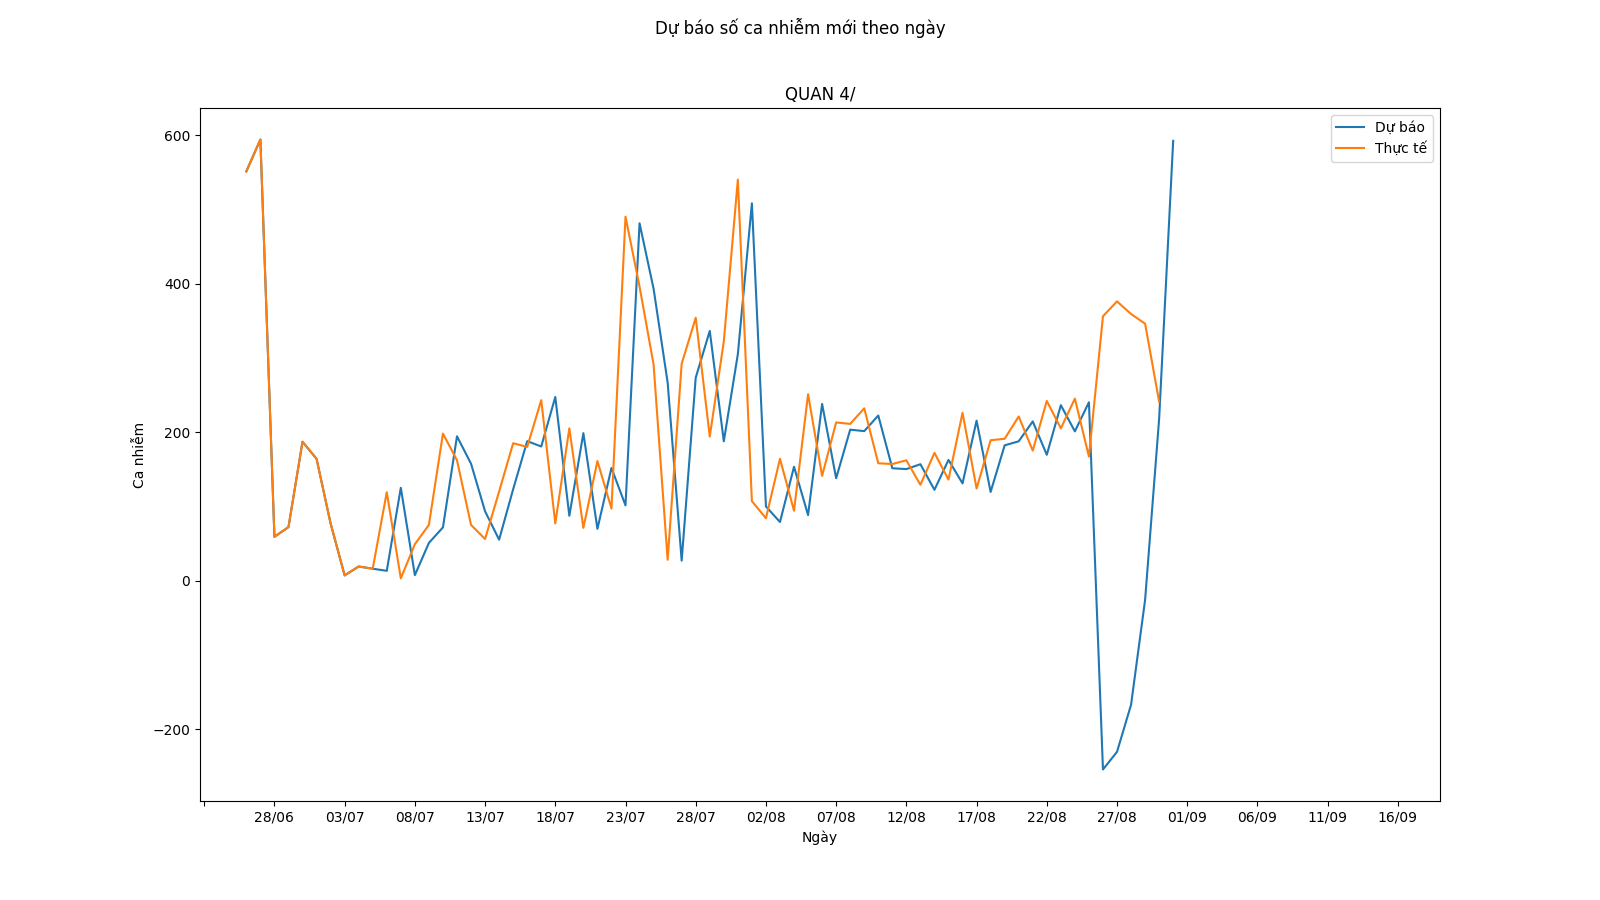 Dự báo số ca nhiễm mới theo ngày
QUAN 4/
Dự báo
Thực tế
Ca nhiễm
600
400
200
0
−200
28/06 03/07 08/07 13/07 18/07 23/07 28/07 02/08 07/08 12/08 17/08 22/08 27/08 01/09 06/09 11/09 16/09
Ngày